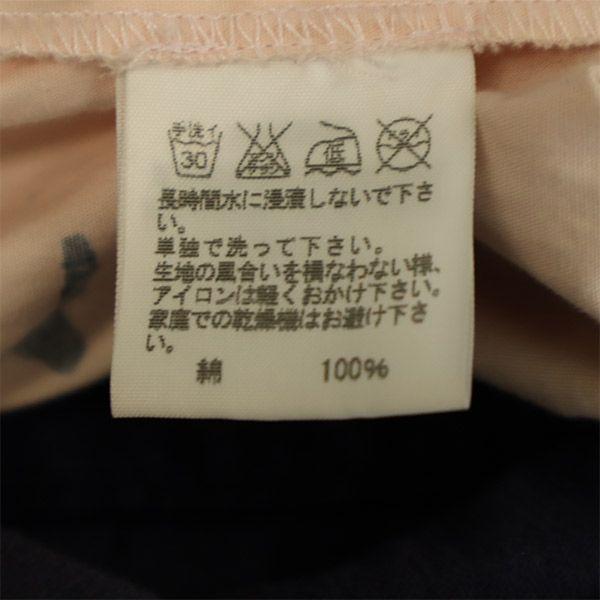 手洗イ
30
低
長時間水に浸漬しないで下さ
い。
単独で洗って下さい。
生地の風合いを損なわない様、
アイロンは軽くおかけ下さい。
家庭での乾燥機はお避け下さ
い。
綿 100%